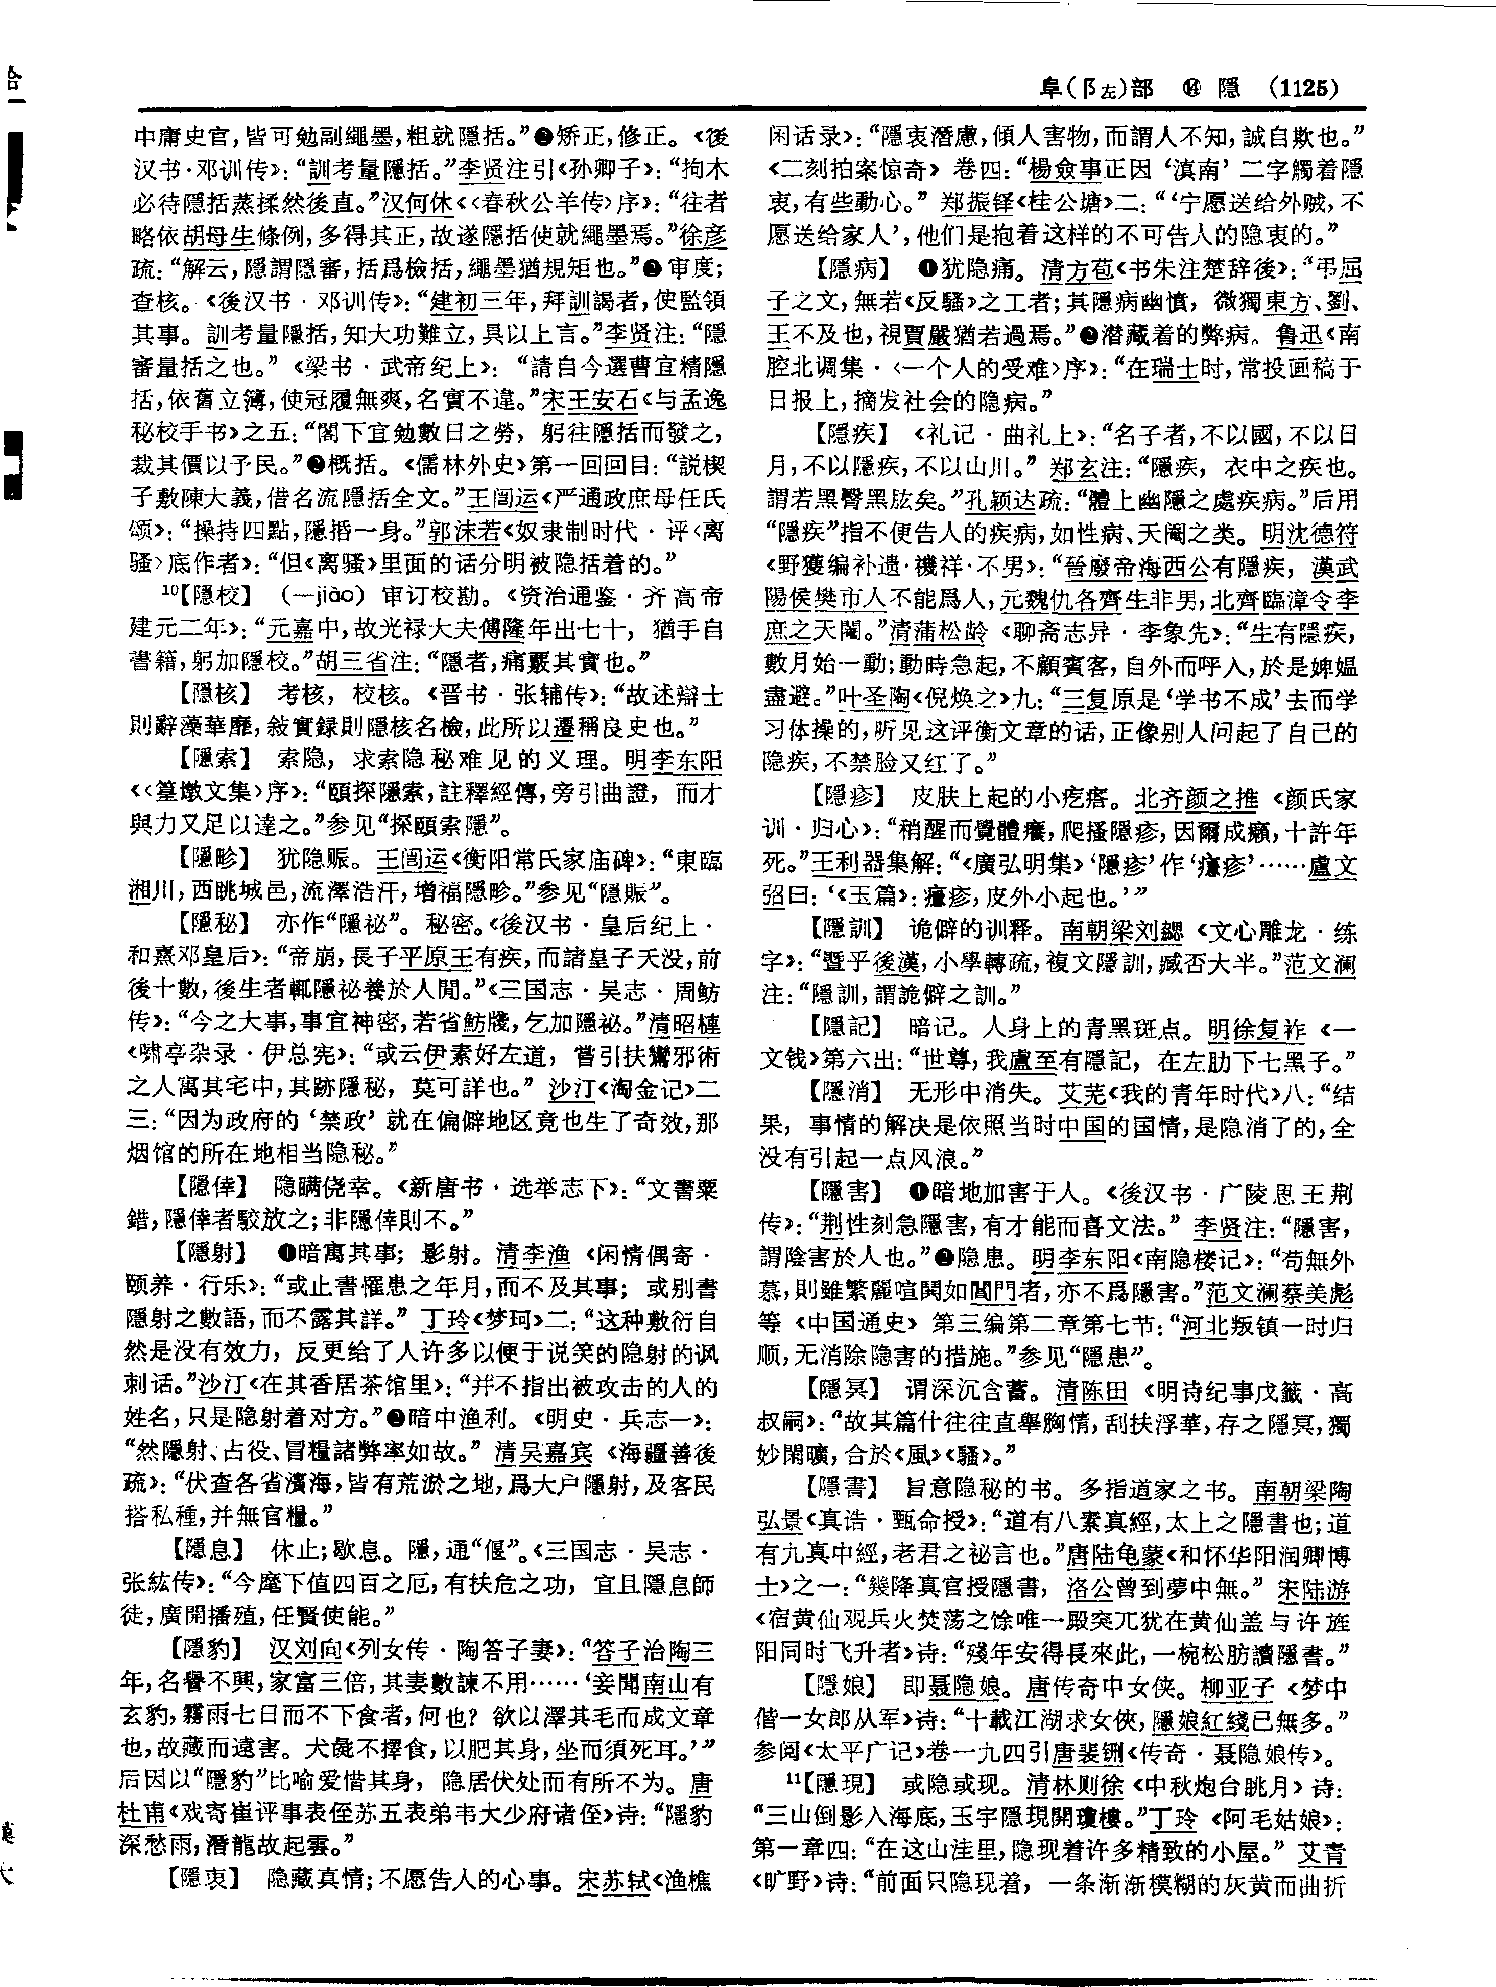 阜(阝左)部 ⑭ 隱 (1125)
中庸史官,皆可勉副繩墨,粗就隱括。”❷矫正,修正。《後
汉书·邓训传》:“訓考量隱括。”李贤注引《孙卿子》:“拘木
必待隱括蒸揉然後直。”汉何休《〈春秋公羊传〉序》:“往者
略依胡母生條例,多得其正,故遂隱括使就繩墨焉。”徐彦
疏:“解云,隱謂隱審,括爲檢括,繩墨猶規矩也。”❸审度;
查核。《後汉书·邓训传》:“建初三年,拜訓謁者,使監領
其事。訓考量隱括,知大功難立,具以上言。”李贤注:“隱
審量括之也。”《梁书·武帝纪上》:“請自今選曹宜精隱
括,依舊立簿,使冠履無爽,名實不違。”宋王安石《与孟逸
秘校手书》之五:“閣下宜勉數日之勞,躬往隱括而發之,
裁其價以予民。”❹概括。《儒林外史》第一回回目:“説楔
子敷陳大義,借名流隱括全文。”王闿运《严通政庶母任氏
颂》:“操持四點,隱括一身。”郭沫若《奴隶制时代·评〈离
骚〉底作者》:“但《离骚》里面的话分明被隐括着的。”
10【隱校】 (—jiào) 审订校勘。《资治通鉴·齐高帝
建元二年》:“元嘉中,故光禄大夫傅隆年出七十,猶手自
書籍,躬加隱校。”胡三省注:“隱者,痛覈其實也。”
【隱核】 考核,校核。《晋书·张辅传》:“故述辯士
則辭藻華靡,敍實録則隱核名檢,此所以遷稱良史也。”
【隱索】 索隐,求索隐秘难见的义理。明李东阳
《〈篁墩文集〉序》:“頤探隱索,註釋經傳,旁引曲證,而才
與力又足以達之。”参见“探賾索隱”。
【隱畛】 犹隐赈。王闿运《衡阳常氏家庙碑》:“東臨
湘川,西眺城邑,流澤浩汗,増福隱畛。”参见“隐赈”。
【隱秘】 亦作“隱祕”。秘密。《後汉书·皇后纪上·
和熹邓皇后》:“帝崩,長子平原王有疾,而諸皇子夭没,前
後十數,後生者輒隱祕養於人間。”《三国志·吴志·周鲂
传》:“今之大事,事宜神密,若省魴牋,乞加隱祕。”清昭槤
《啸亭杂录·伊总宪》:“或云伊素好左道,嘗引扶鸞邪術
之人寓其宅中,其跡隱秘,莫可詳也。”沙汀《淘金记》二
三:“因为政府的‘禁政’就在偏僻地区竟也生了奇效,那
烟馆的所在地相当隐秘。”
【隱倖】 隐瞒侥幸。《新唐书·选举志下》:“文書粟
錯,隱倖者駁放之;非隱倖則不。”
【隱射】 ❶暗寓其事;影射。清李渔《闲情偶寄·
颐养·行乐》:“或止書罹患之年月,而不及其事;或别書
隱射之數語,而不露其詳。”丁玲《梦珂》二:“这种敷衍自
然是没有效力,反更给了人许多以便于说笑的隐射的讽
刺话。”沙汀《在其香居茶馆里》:“并不指出被攻击的人的
姓名,只是隐射着对方。”❷暗中渔利。《明史·兵志一》:
“然隱射、占役、冒糧諸弊率如故。”清吴嘉宾《海疆善後
疏》:“伏查各省濱海,皆有荒淤之地,爲大户隱射,及客民
搭私種,并無官糧。”
【隱息】 休止;歇息。隱,通“偃”。《三国志·吴志·
张紘传》:“今麾下值四百之厄,有扶危之功,宜且隱息師
徒,廣開播殖,任賢使能。”
【隱豹】 汉刘向《列女传·陶答子妻》:“答子治陶三
年,名譽不興,家富三倍,其妻數諫不用……‘妾聞南山有
玄豹,霧雨七日而不下食者,何也?欲以澤其毛而成文章
也,故藏而遠害。犬彘不擇食,以肥其身,坐而須死耳。’”
后因以“隱豹”比喻爱惜其身,隐居伏处而有所不为。唐
杜甫《戏寄崔评事表侄苏五表弟韦大少府诸侄》诗:“隱豹
深愁雨,潛龍故起雲。”
【隱衷】 隐藏真情;不愿告人的心事。宋苏轼《渔樵
闲话录》:“隱衷潛慮,傾人害物,而謂人不知,誠自欺也。”
《二刻拍案惊奇》卷四:“楊僉事正因‘滇南’二字觸着隱
衷,有些動心。”郑振铎《桂公塘》二:“‘宁愿送给外贼,不
愿送给家人’,他们是抱着这样的不可告人的隐衷的。”
【隱病】 ❶犹隐痛。清方苞《书朱注楚辞後》:“弔屈
子之文,無若《反騷》之工者;其隱病幽憤,微獨東方、劉、
王不及也,視賈嚴猶若過焉。”❷潜藏着的弊病。鲁迅《南
腔北调集·〈一个人的受难〉序》:“在瑞士时,常投画稿于
日报上,摘发社会的隐病。”
【隱疾】 《礼记·曲礼上》:“名子者,不以國,不以日
月,不以隱疾,不以山川。”郑玄注:“隱疾,衣中之疾也。
謂若黑臀黑肱矣。”孔颖达疏:“體上幽隱之處疾病。”后用
“隐疾”指不便告人的疾病,如性病、天阉之类。明沈德符
《野獲编补遗·禨祥·不男》:“晉廢帝海西公有隱疾,漢武
陽侯樊市人不能爲人,元魏仇各齊生非男,北齊臨漳令李
庶之天閹。”清蒲松龄《聊斋志异·李象先》:“生有隱疾,
數月始一動;動時急起,不顧賓客,自外而呼入,於是婢媪
盡避。”叶圣陶《倪焕之》九:“三复原是‘学书不成’去而学
习体操的,听见这评衡文章的话,正像别人问起了自己的
隐疾,不禁脸又红了。”
【隱疹】 皮肤上起的小疙瘩。北齐颜之推《颜氏家
训·归心》:“稍醒而覺體癢,爬搔隱疹,因爾成癩,十許年
死。”王利器集解:“《廣弘明集》‘隱疹’作‘癮疹’……盧文
弨曰:‘《玉篇》:癮疹,皮外小起也。’”
【隱訓】 诡僻的训释。南朝梁刘勰《文心雕龙·练
字》:“暨乎後漢,小學轉疏,複文隱訓,臧否大半。”范文澜
注:“隱訓,謂詭僻之訓。”
【隱記】 暗记。人身上的青黑斑点。明徐复祚《一
文钱》第六出:“世尊,我盧至有隱記,在左肋下七黑子。”
【隱消】 无形中消失。艾芜《我的青年时代》八:“结
果,事情的解决是依照当时中国的国情,是隐消了的,全
没有引起一点风浪。”
【隱害】 ❶暗地加害于人。《後汉书·广陵思王荆
传》:“荆性刻急隱害,有才能而喜文法。”李贤注:“隱害,
謂陰害於人也。”❷隐患。明李东阳《南隐楼记》:“苟無外
慕,則雖繁麗喧鬨如閶門者,亦不爲隱害。”范文澜蔡美彪
等《中国通史》第三编第二章第七节:“河北叛镇一时归
顺,无消除隐害的措施。”参见“隱患”。
【隱冥】 谓深沉含蓄。清陈田《明诗纪事戊籤·高
叔嗣》:“故其篇什往往直舉胸情,刮抉浮華,存之隱冥,獨
妙閑曠,合於《風》《騷》。”
【隱書】 旨意隐秘的书。多指道家之书。南朝梁陶
弘景《真诰·甄命授》:“道有八素真經,太上之隱書也;道
有九真中經,老君之祕言也。”唐陆龟蒙《和怀华阳润卿博
士》之一:“幾降真官授隱書,洛公曾到夢中無。”宋陆游
《宿黄仙观兵火焚荡之馀唯一殿突兀犹在黄仙盖与许旌
阳同时飞升者》诗:“殘年安得長來此,一椀松肪讀隱書。”
【隱娘】 即聂隐娘。唐传奇中女侠。柳亚子《梦中
偕一女郎从军》诗:“十載江湖求女俠,隱娘紅綫已無多。”
参阅《太平广记》卷一九四引唐裴铏《传奇·聂隐娘传》。
11【隱現】 或隐或现。清林则徐《中秋炮台眺月》诗:
“三山倒影入海底,玉宇隱現開瓊樓。”丁玲《阿毛姑娘》:
第一章四:“在这山洼里,隐现着许多精致的小屋。”艾青
《旷野》诗:“前面只隐现着,一条渐渐模糊的灰黄而曲折